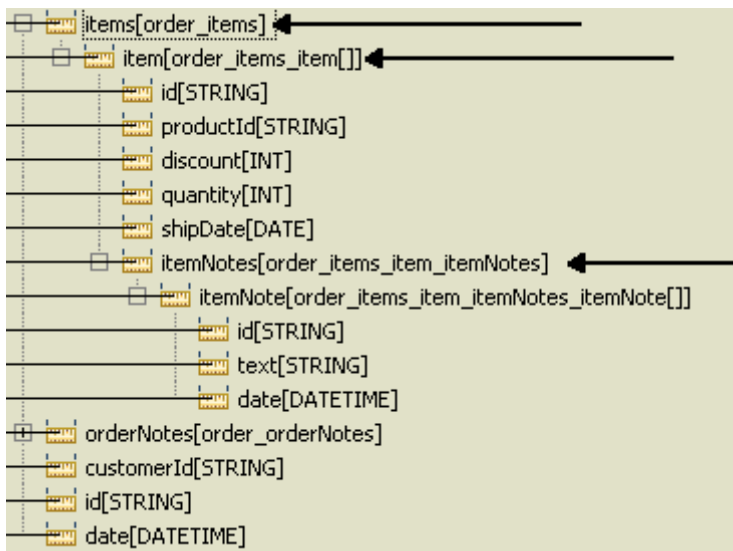 items[order_items]
item[order_items_item[]]
id[STRING]
productId[STRING]
discount[INT]
quantity[INT]
shipDate[DATE]
itemNotes[order_items_item_itemNotes]
itemNote[order_items_item_itemNotes_itemNote[]]
id[STRING]
text[STRING]
date[DATETIME]
orderNotes[order_orderNotes]
customerId[STRING]
id[STRING]
date[DATETIME]